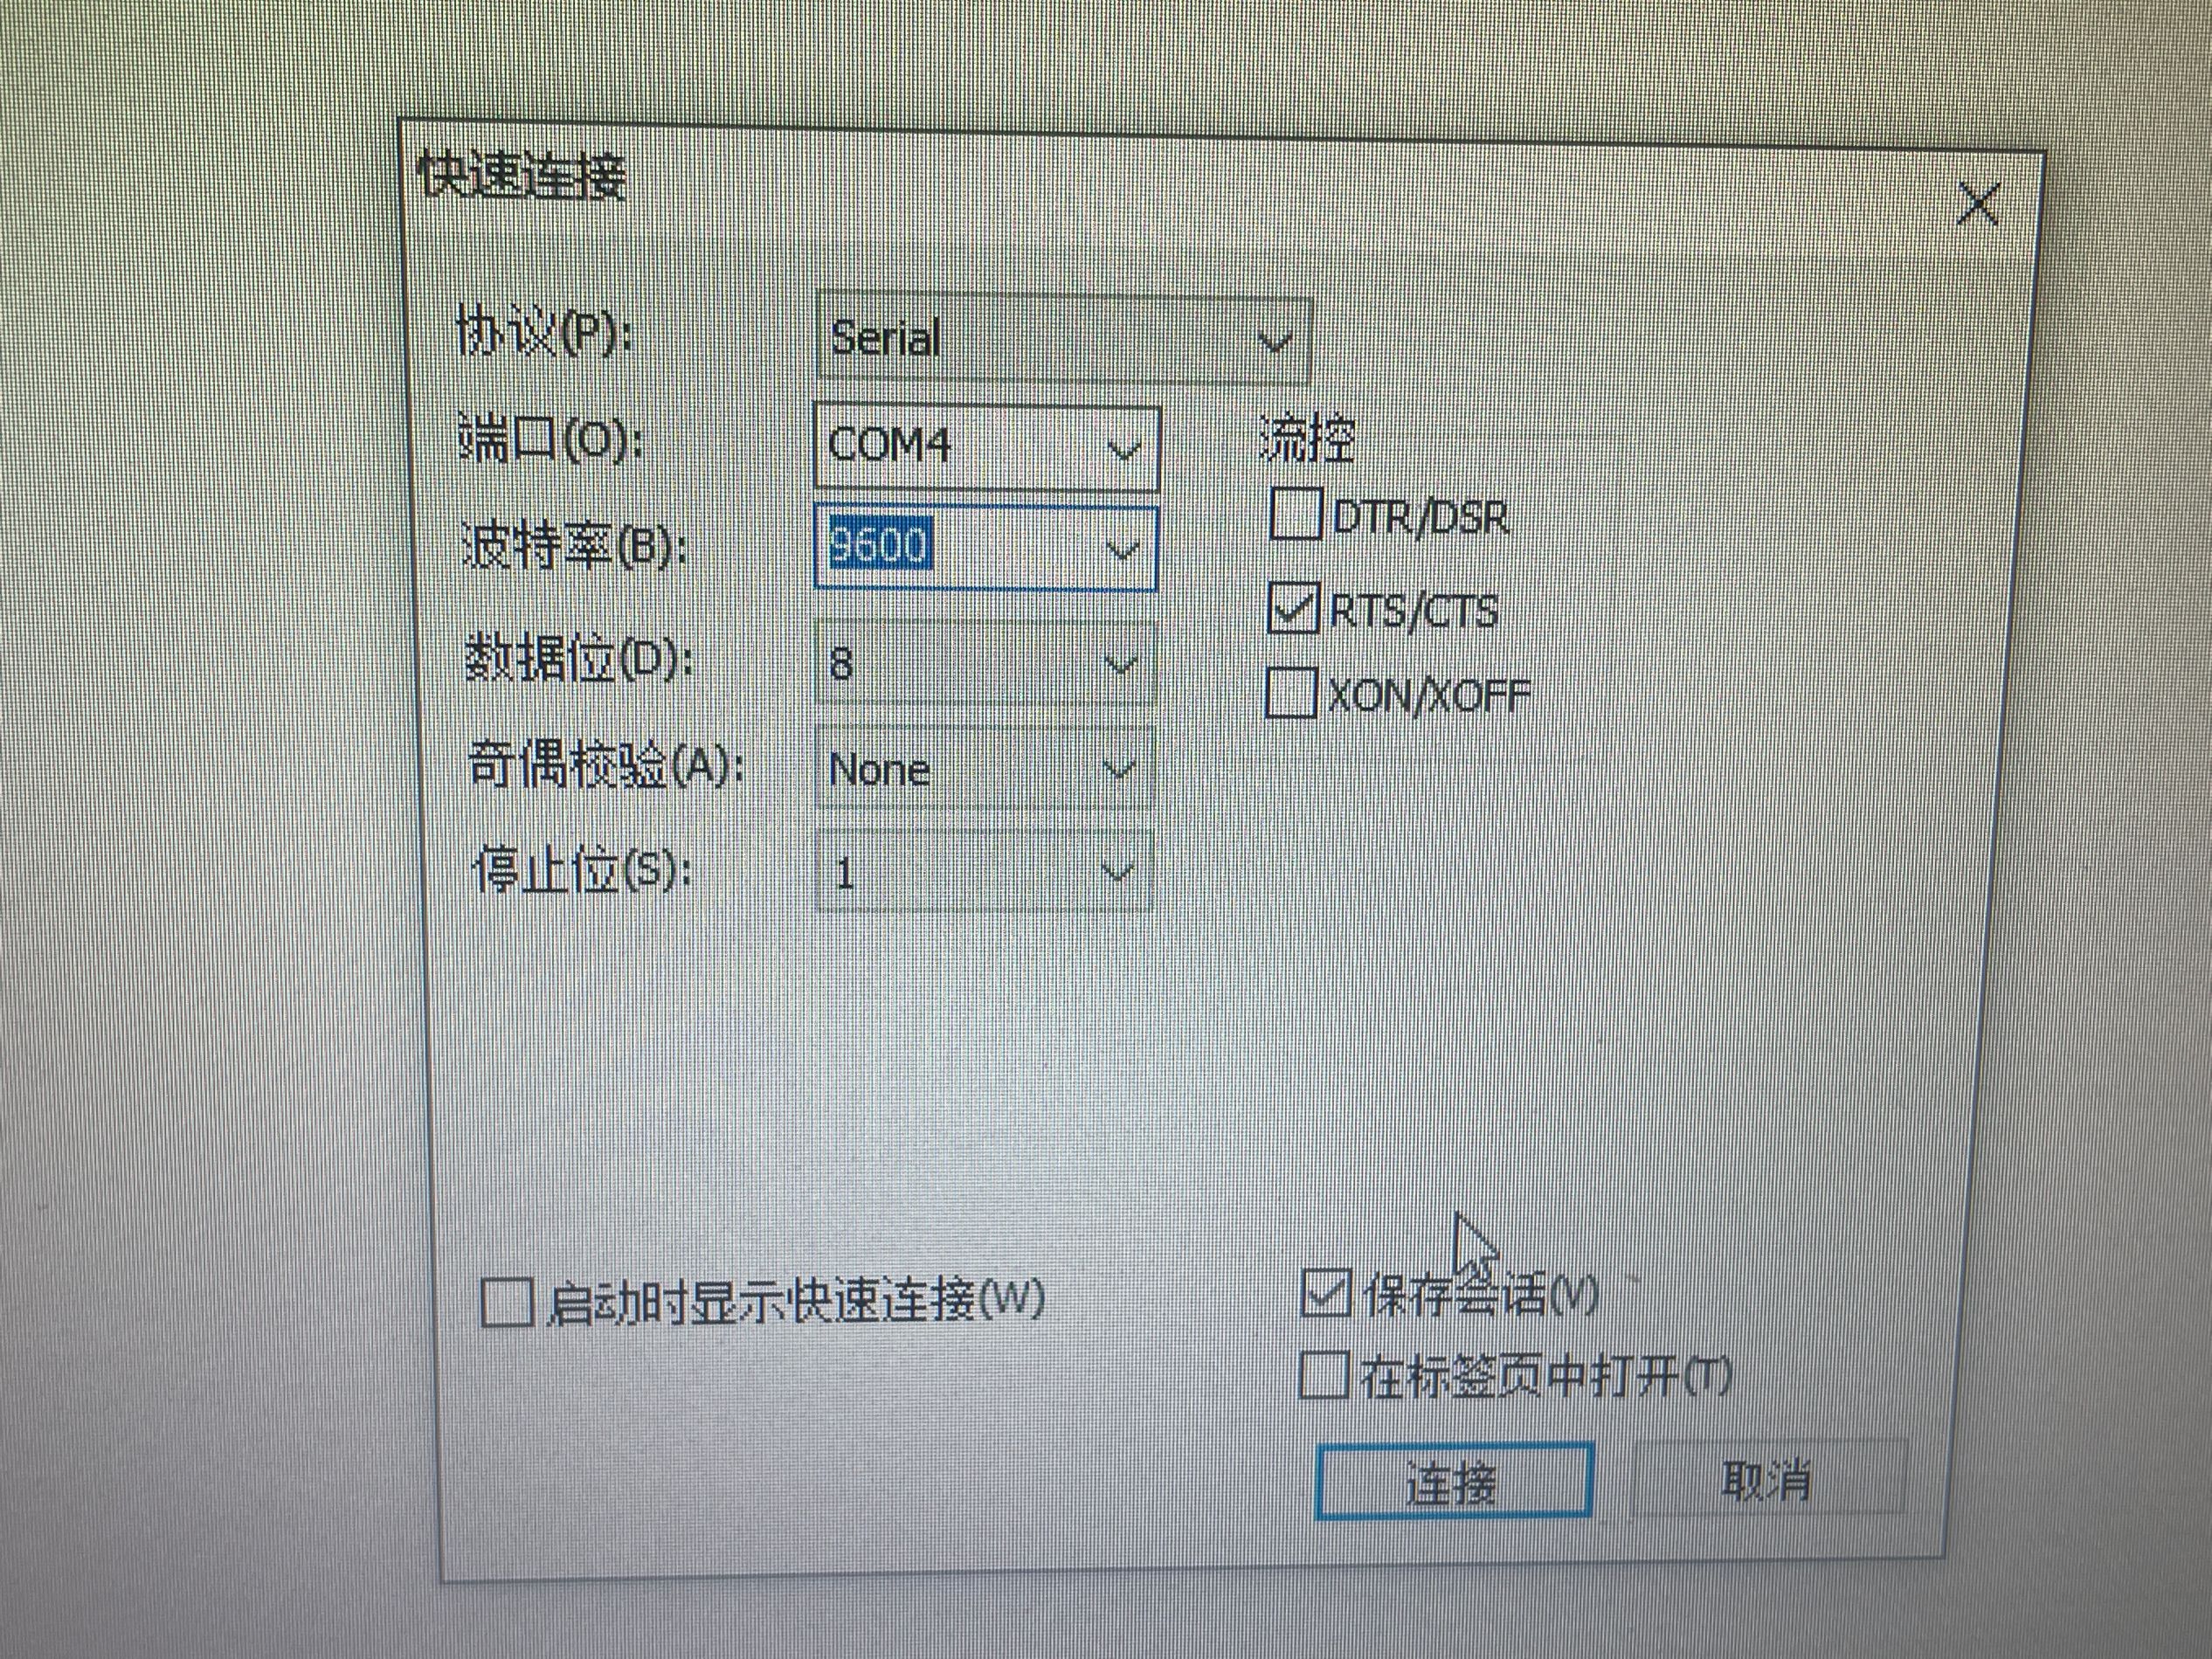 快速连接
协议(P): Serial
端口(O): COM4
流控
DTR/DSR
波特率(B): 9600
RTS/CTS
数据位(D): 8
XON/XOFF
奇偶校验(A): None
停止位(S): 1
启动时显示快速连接(W)
保存会话(V)
在标签页中打开(T)
连接
取消